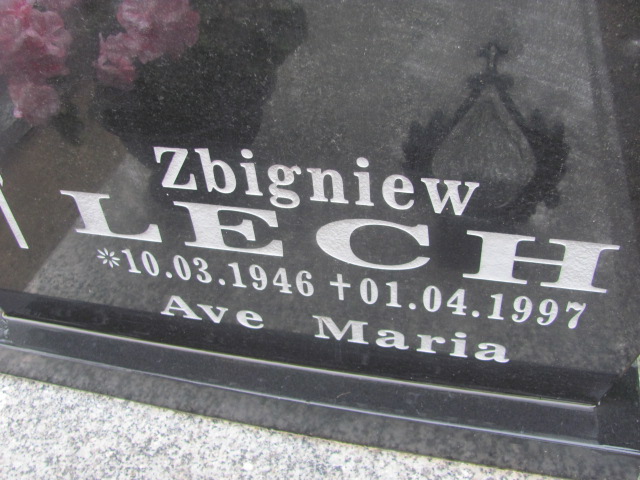 Zbigniew
LECH
*10.03.1946 †01.04.1997
Ave Maria